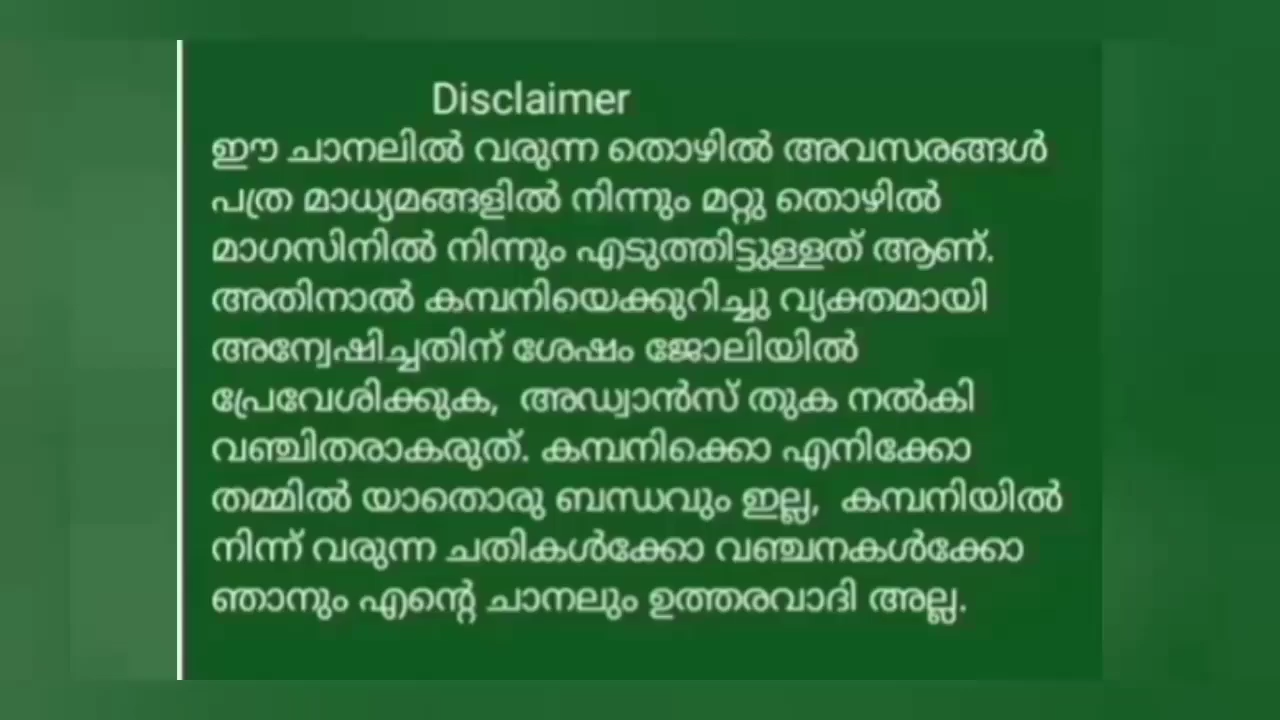 Disclaimer
ഈ ചാനലിൽ വരുന്ന തൊഴിൽ അവസരങ്ങൾ
പത്ര മാധ്യമങ്ങളിൽ നിന്നും മറ്റു തൊഴിൽ
മാഗസിനിൽ നിന്നും എടുത്തിട്ടുള്ളത് ആണ്.
അതിനാൽ കമ്പനിയെക്കുറിച്ചു വ്യക്തമായി
അന്വേഷിച്ചതിന് ശേഷം ജോലിയിൽ
പ്രേവേശിക്കുക, അഡ്വാൻസ് തുക നൽകി
വഞ്ചിതരാകരുത്. കമ്പനിക്കൊ എനിക്കോ
തമ്മിൽ യാതൊരു ബന്ധവും ഇല്ല, കമ്പനിയിൽ
നിന്ന് വരുന്ന ചതികൾക്കോ വഞ്ചനകൾക്കോ
ഞാനും എന്റെ ചാനലും ഉത്തരവാദി അല്ല.